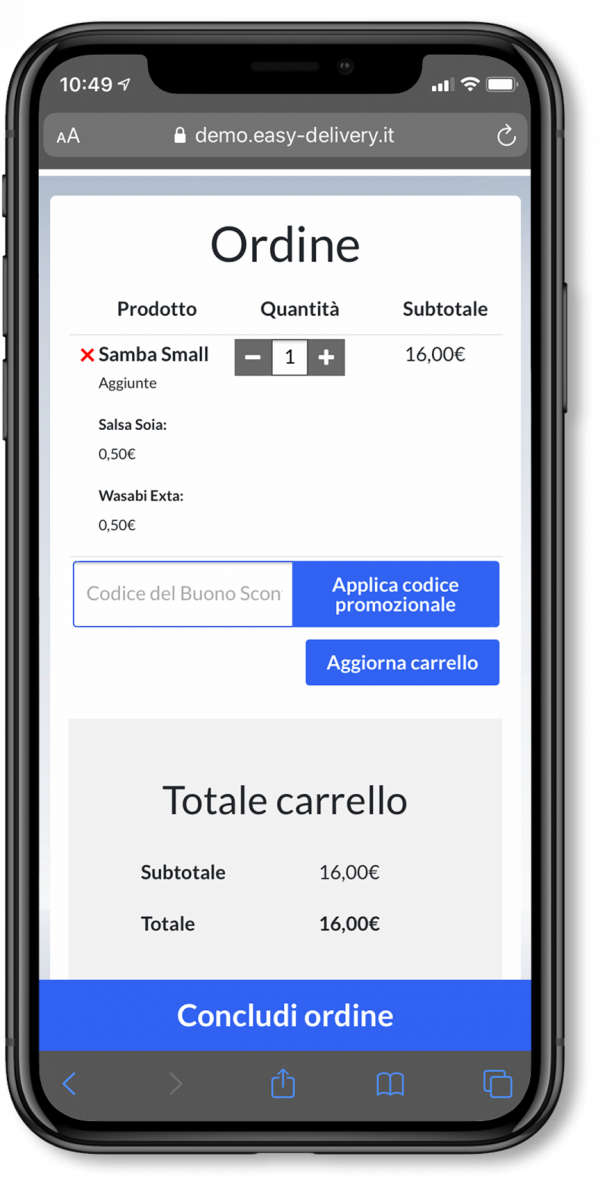 10:49
AA demo.easy-delivery.it
Ordine
Prodotto Quantità Subtotale
Samba Small 1 16,00€
Aggiunte
Salsa Soia:
0,50€
Wasabi Exta:
0,50€
Codice del Buono Scon
Applica codice
promozionale
Aggiorna carrello
Totale carrello
Subtotale 16,00€
Totale 16,00€
Concludi ordine